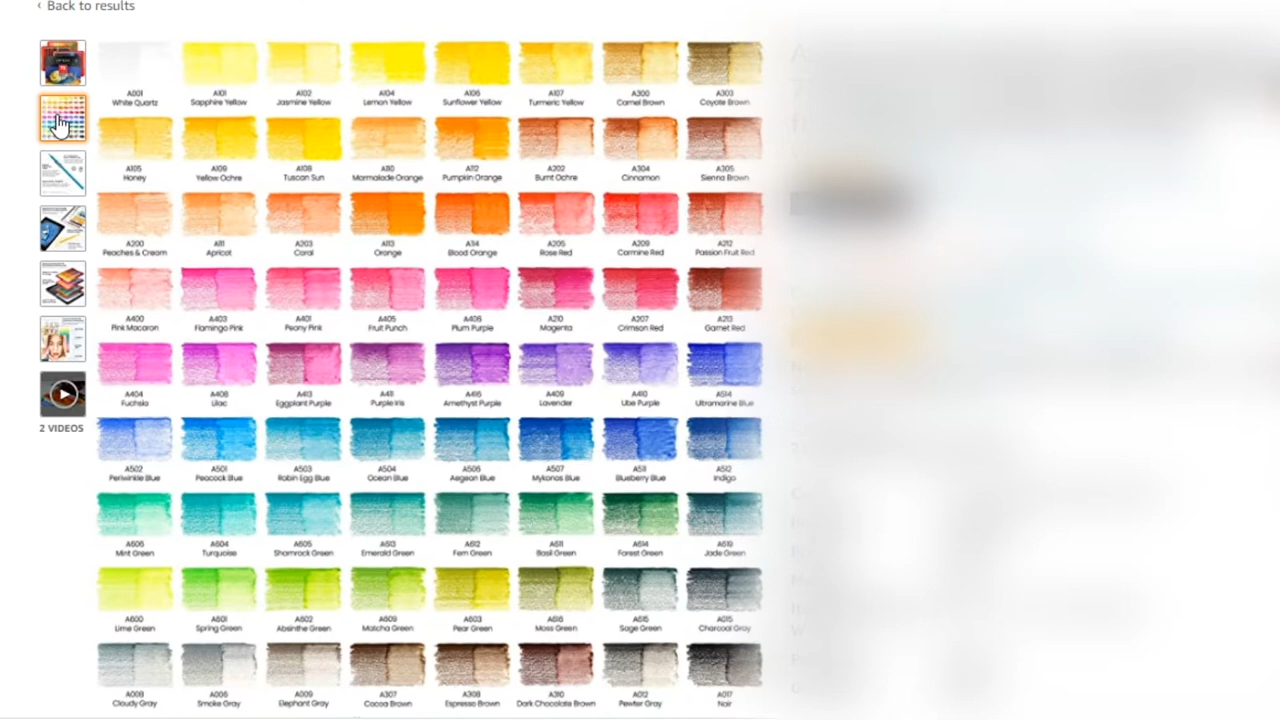 ‹ Back to results
A001 A101 A102 A104 A106 A107 A300 A303
White Quartz Sapphire Yellow Jasmine Yellow Lemon Yellow Sunflower Yellow Turmeric Yellow Camel Brown Coyote Brown
A105 A109 A108 A110 A112 A202 A304 A305
Honey Yellow Ochre Tuscan Sun Marmalade Orange Pumpkin Orange Burnt Ochre Cinnamon Sienna Brown
A200 A111 A203 A113 A114 A205 A209 A212
Peaches & Cream Apricot Coral Orange Blood Orange Rose Red Carmine Red Passion Fruit Red
A400 A403 A401 A405 A406 A210 A207 A213
Pink Macaron Flamingo Pink Peony Pink Fruit Punch Plum Purple Magenta Crimson Red Garnet Red
A404 A408 A413 A411 A416 A409 A410 A514
Fuchsia Lilac Eggplant Purple Purple Iris Amethyst Purple Lavender Ube Purple Ultramarine Blue
A502 A501 A503 A504 A506 A507 A511 A512
Periwinkle Blue Peacock Blue Robin Egg Blue Ocean Blue Aegean Blue Mykonos Blue Blueberry Blue Indigo
A606 A604 A605 A613 A612 A611 A614 A619
Mint Green Turquoise Shamrock Green Emerald Green Fern Green Basil Green Forest Green Jade Green
A600 A601 A602 A609 A603 A616 A615 A015
Lime Green Spring Green Absinthe Green Matcha Green Pear Green Moss Green Sage Green Charcoal Gray
A008 A006 A009 A307 A308 A310 A012 A017
Cloudy Gray Smoke Gray Elephant Gray Cocoa Brown Espresso Brown Dark Chocolate Brown Pewter Gray Noir
2 VIDEOS